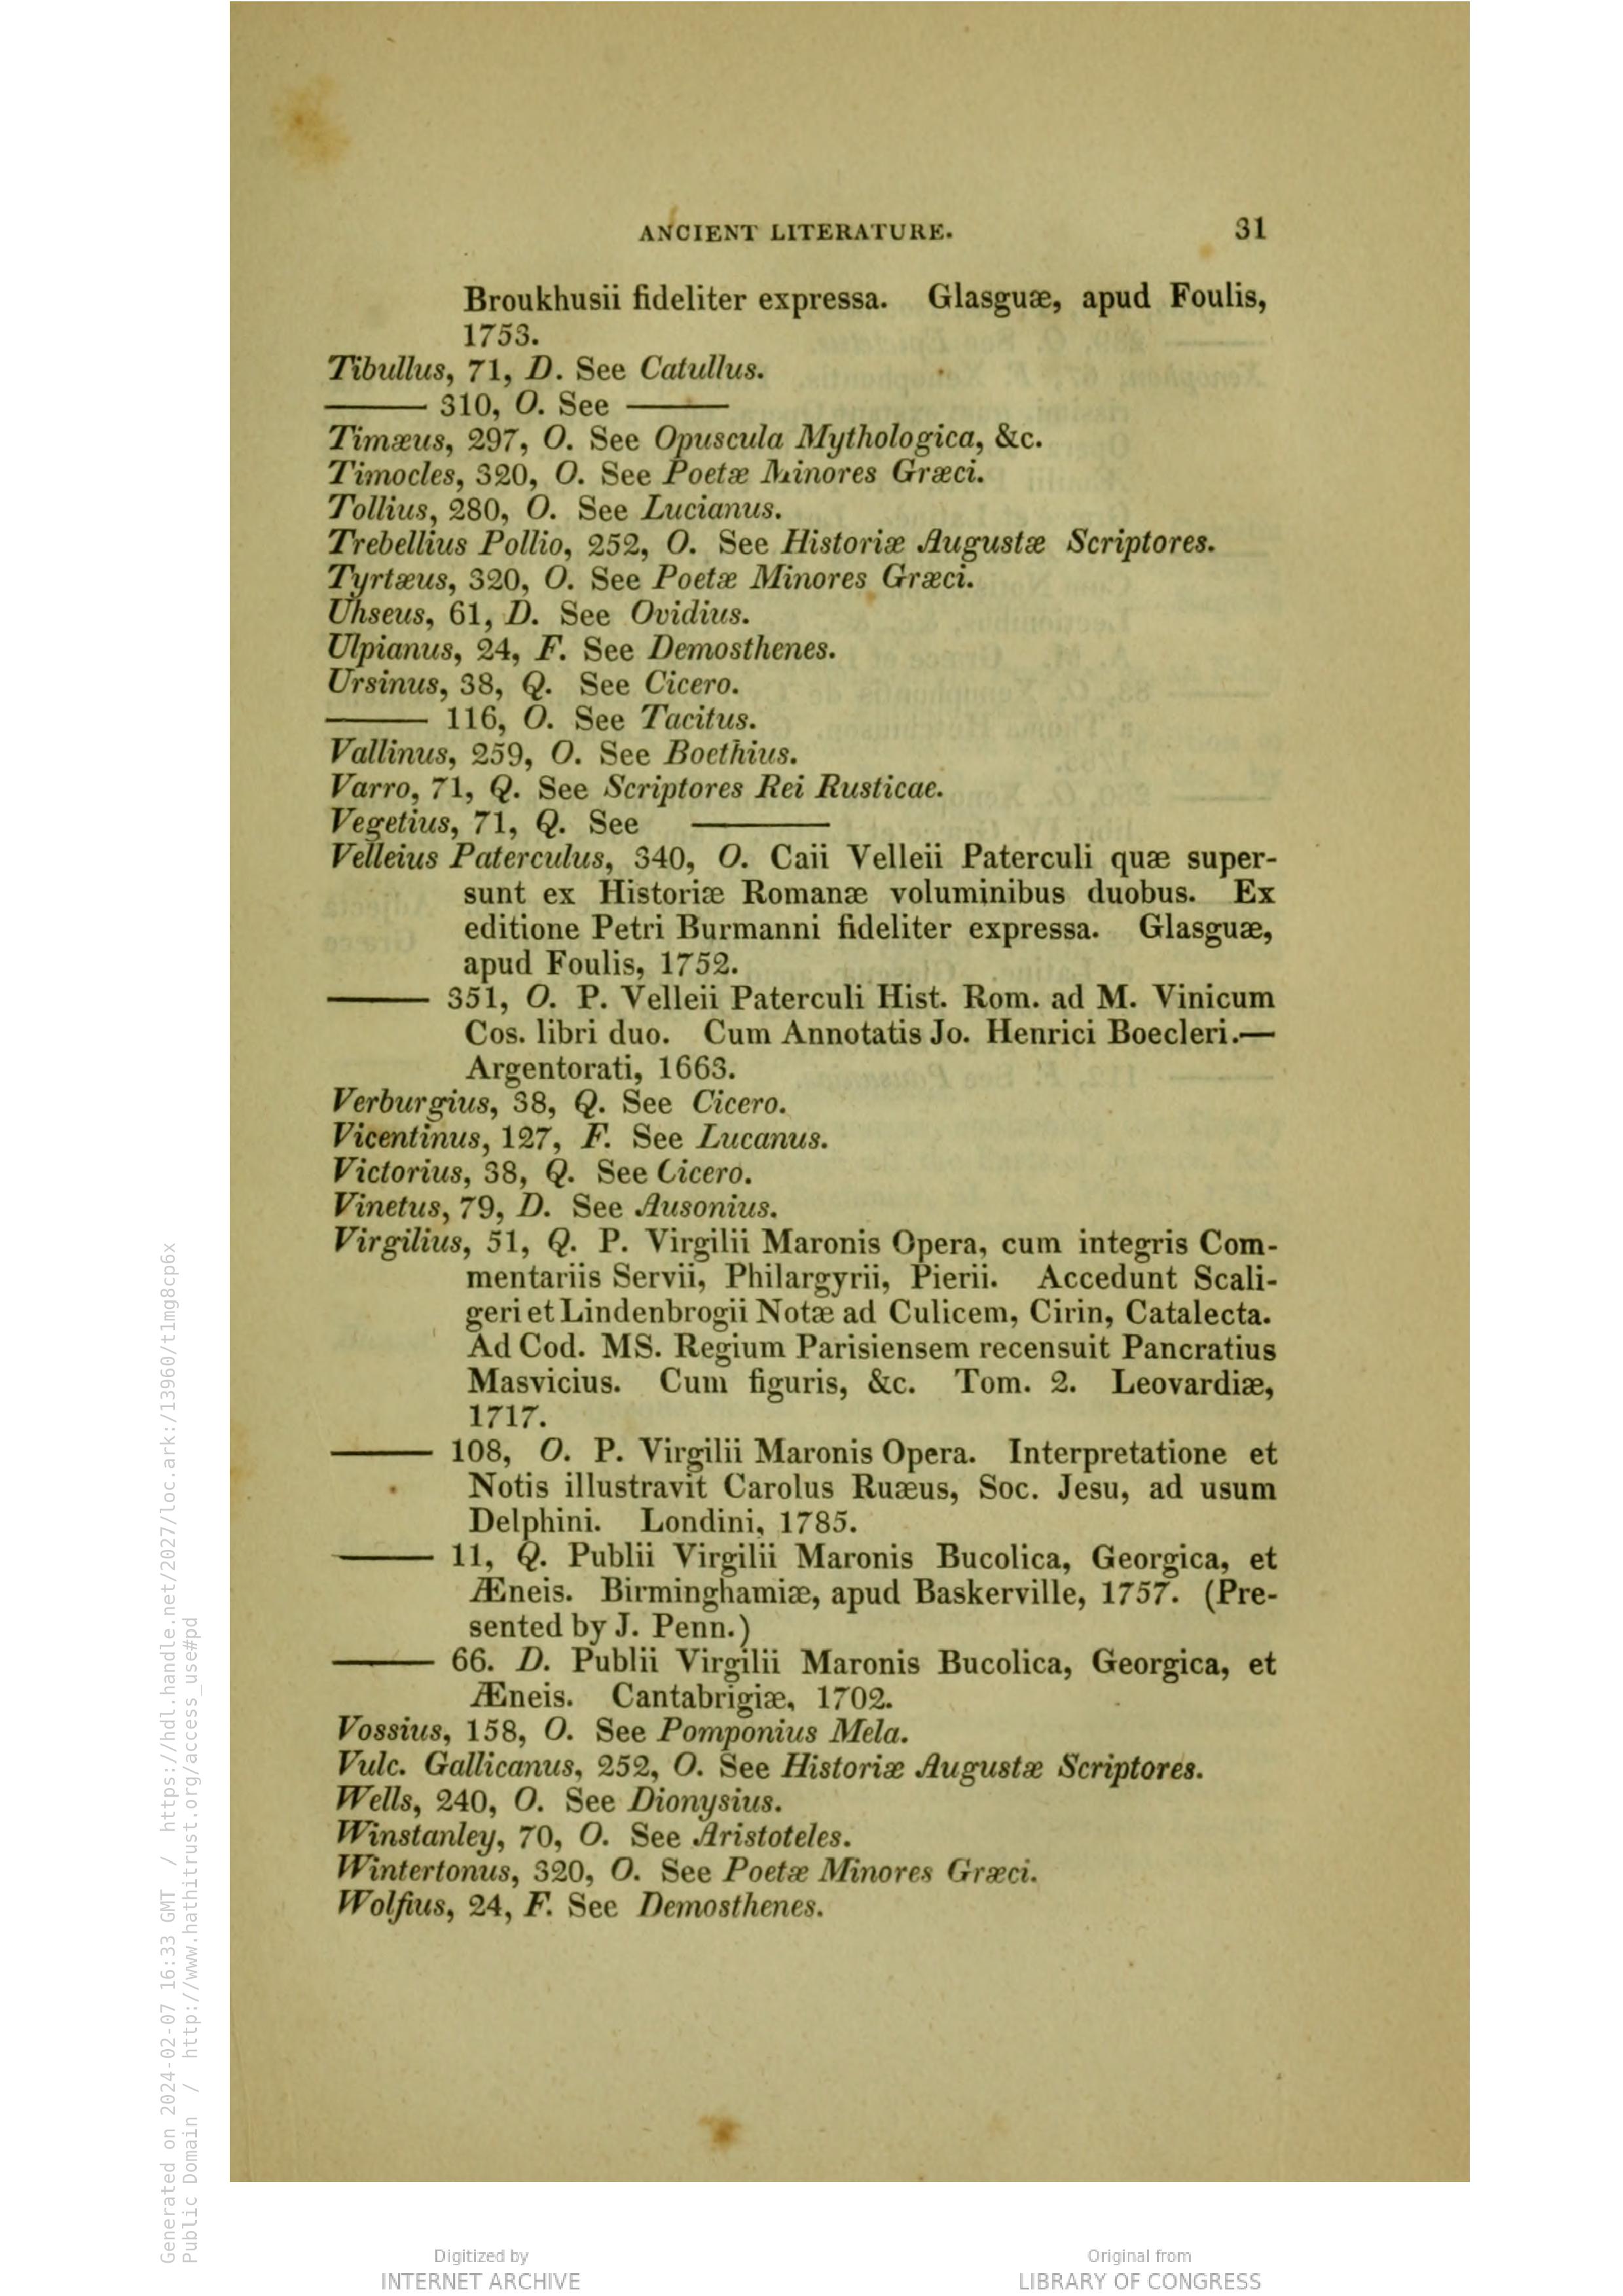 ANCIENT LITERATURE. 31
Broukhusii fideliter expressa. Glasguæ, apud Foulis,
1753.
Tibullus, 71, D. See Catullus.
——— 310, O. See ———
Timæus, 297, O. See Opuscula Mythologica, &c.
Timocles, 320, O. See Poetæ Minores Græci.
Tollius, 280, O. See Lucianus.
Trebellius Pollio, 252, O. See Historiæ Augustæ Scriptores.
Tyrtæus, 320, O. See Poetæ Minores Græci.
Uhseus, 61, D. See Ovidius.
Ulpianus, 24, F. See Demosthenes.
Ursinus, 38, Q. See Cicero.
——— 116, O. See Tacitus.
Vallinus, 259, O. See Boethius.
Varro, 71, Q. See Scriptores Rei Rusticae.
Vegetius, 71, Q. See ———
Velleius Paterculus, 340, O. Caii Velleii Paterculi quæ super-
sunt ex Historiæ Romanæ voluminibus duobus. Ex
editione Petri Burmanni fideliter expressa. Glasguæ,
apud Foulis, 1752.
——— 351, O. P. Velleii Paterculi Hist. Rom. ad M. Vinicum
Cos. libri duo. Cum Annotatis Jo. Henrici Boecleri.—
Argentorati, 1663.
Verburgius, 38, Q. See Cicero.
Vicentinus, 127, F. See Lucanus.
Victorius, 38, Q. See Cicero.
Vinetus, 79, D. See Ausonius.
Virgilius, 51, Q. P. Virgilii Maronis Opera, cum integris Com-
mentariis Servii, Philargyrii, Pierii. Accedunt Scali-
geri et Lindenbrogii Notæ ad Culicem, Cirin, Catalecta.
Ad Cod. MS. Regium Parisiensem recensuit Pancratius
Masvicius. Cum figuris, &c. Tom. 2. Leovardiæ,
1717.
——— 108, O. P. Virgilii Maronis Opera. Interpretatione et
Notis illustravit Carolus Ruæus, Soc. Jesu, ad usum
Delphini. Londini, 1785.
——— 11, Q. Publii Virgilii Maronis Bucolica, Georgica, et
Æneis. Birminghamiæ, apud Baskerville, 1757. (Pre-
sented by J. Penn.)
——— 66. D. Publii Virgilii Maronis Bucolica, Georgica, et
Æneis. Cantabrigiæ, 1702.
Vossius, 158, O. See Pomponius Mela.
Vulc. Gallicanus, 252, O. See Historiæ Augustæ Scriptores.
Wells, 240, O. See Dionysius.
Winstanley, 70, O. See Aristoteles.
Wintertonus, 320, O. See Poetæ Minores Græci.
Wolfius, 24, F. See Demosthenes.
Generated on 2024-02-07 16:33 GMT / https://hdl.handle.net/2027/loc.ark:/13960/t1mg8cp6x
Public Domain / http://www.hathitrust.org/access_use#pd
Digitized by
INTERNET ARCHIVE
Original from
LIBRARY OF CONGRESS